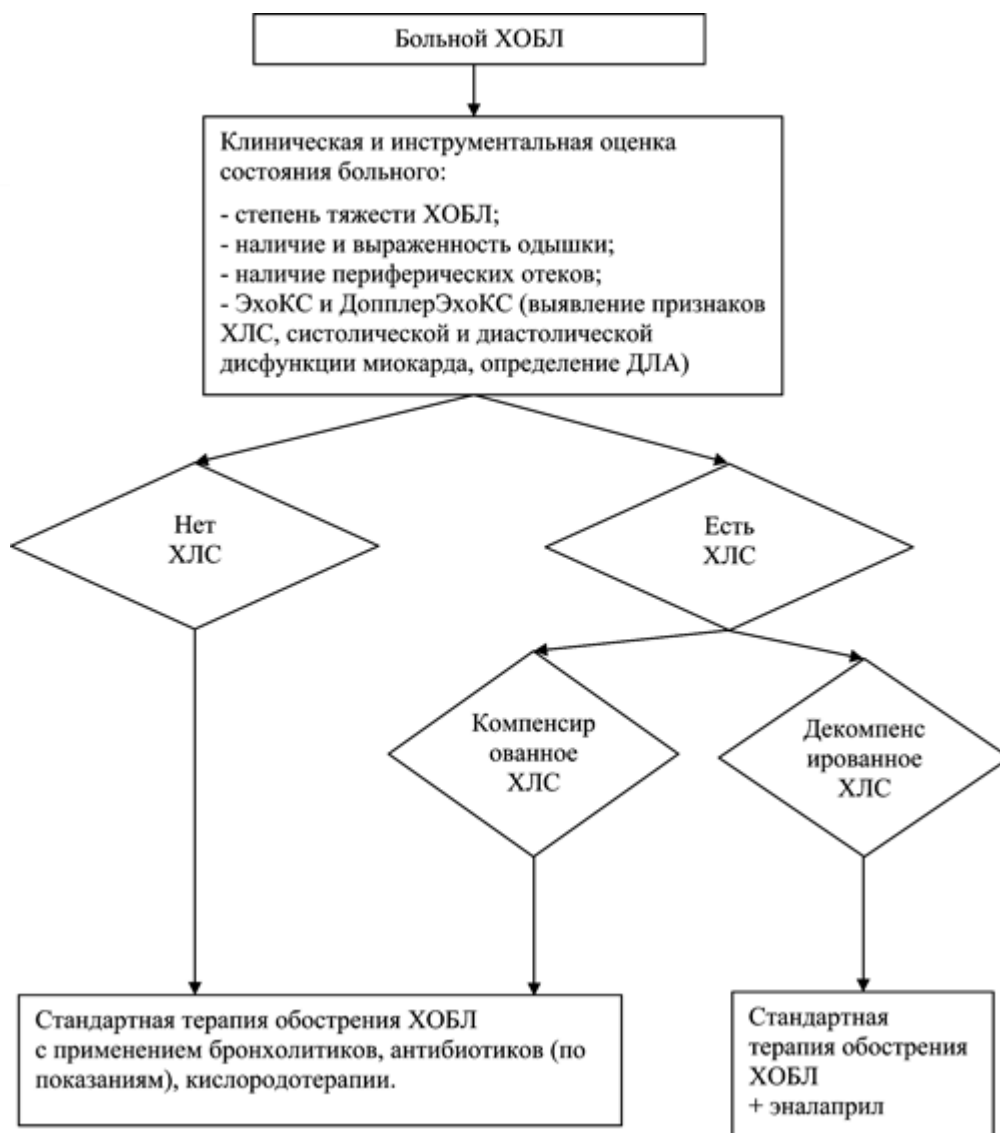 Больной ХОБЛ
Клиническая и инструментальная оценка
состояния больного:
- степень тяжести ХОБЛ;
- наличие и выраженность одышки;
- наличие периферических отеков;
- ЭхоКС и ДопплерЭхоКС (выявление признаков
ХЛС, систолической и диастолической
дисфункции миокарда, определение ДЛА)
Нет
ХЛС
Есть
ХЛС
Компенсир
ованное
ХЛС
Декомпенс
ированное
ХЛС
Стандартная терапия обострения ХОБЛ
с применением бронхолитиков, антибиотиков (по
показаниям), кислородотерапии.
Стандартная
терапия обострения
ХОБЛ
+ эналаприл